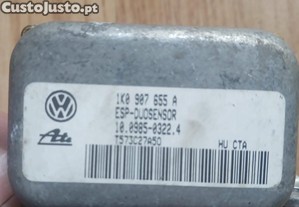 CustoJusto.pt
1K0 907 655 A
ESP-DUOSENSOR
10.0985-0322.4
T573C27A50
HU CTA
Ate